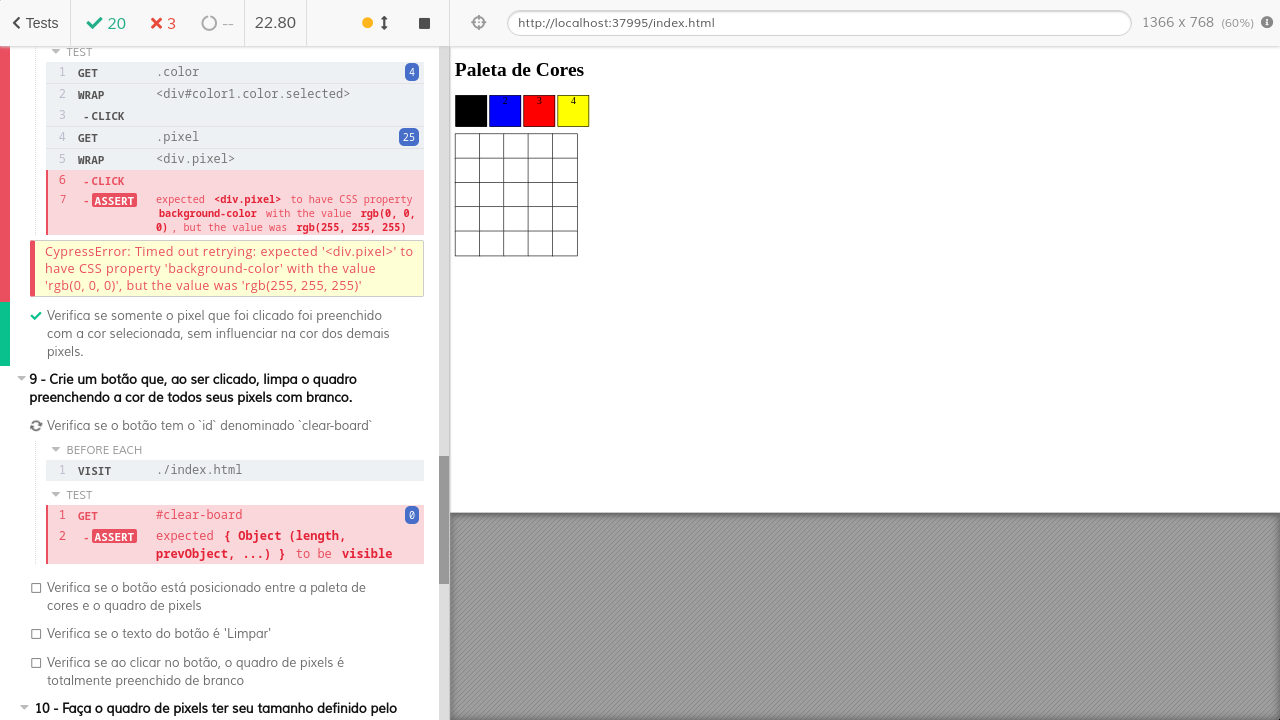 Tests 20 3 -- 22.80 http://localhost:37995/index.html 1366 x 768 (60%)
TEST
1 GET .color 4
2 WRAP <div#color1.color.selected>
3 - CLICK
4 GET .pixel 25
5 WRAP <div.pixel>
6 - CLICK
7 - ASSERT expected <div.pixel> to have CSS property
background-color with the value rgb(0, 0,
0) , but the value was rgb(255, 255, 255)
CypressError: Timed out retrying: expected '<div.pixel>' to
have CSS property 'background-color' with the value
'rgb(0, 0, 0)', but the value was 'rgb(255, 255, 255)'
Verifica se somente o pixel que foi clicado foi preenchido
com a cor selecionada, sem influenciar na cor dos demais
pixels.
9 - Crie um botão que, ao ser clicado, limpa o quadro
preenchendo a cor de todos seus pixels com branco.
Verifica se o botão tem o `id` denominado `clear-board`
BEFORE EACH
1 VISIT ./index.html
TEST
1 GET #clear-board 0
2 - ASSERT expected { Object (length,
prevObject, ...) } to be visible
Verifica se o botão está posicionado entre a paleta de
cores e o quadro de pixels
Verifica se o texto do botão é 'Limpar'
Verifica se ao clicar no botão, o quadro de pixels é
totalmente preenchido de branco
10 - Faça o quadro de pixels ter seu tamanho definido pelo
Paleta de Cores
2 3 4